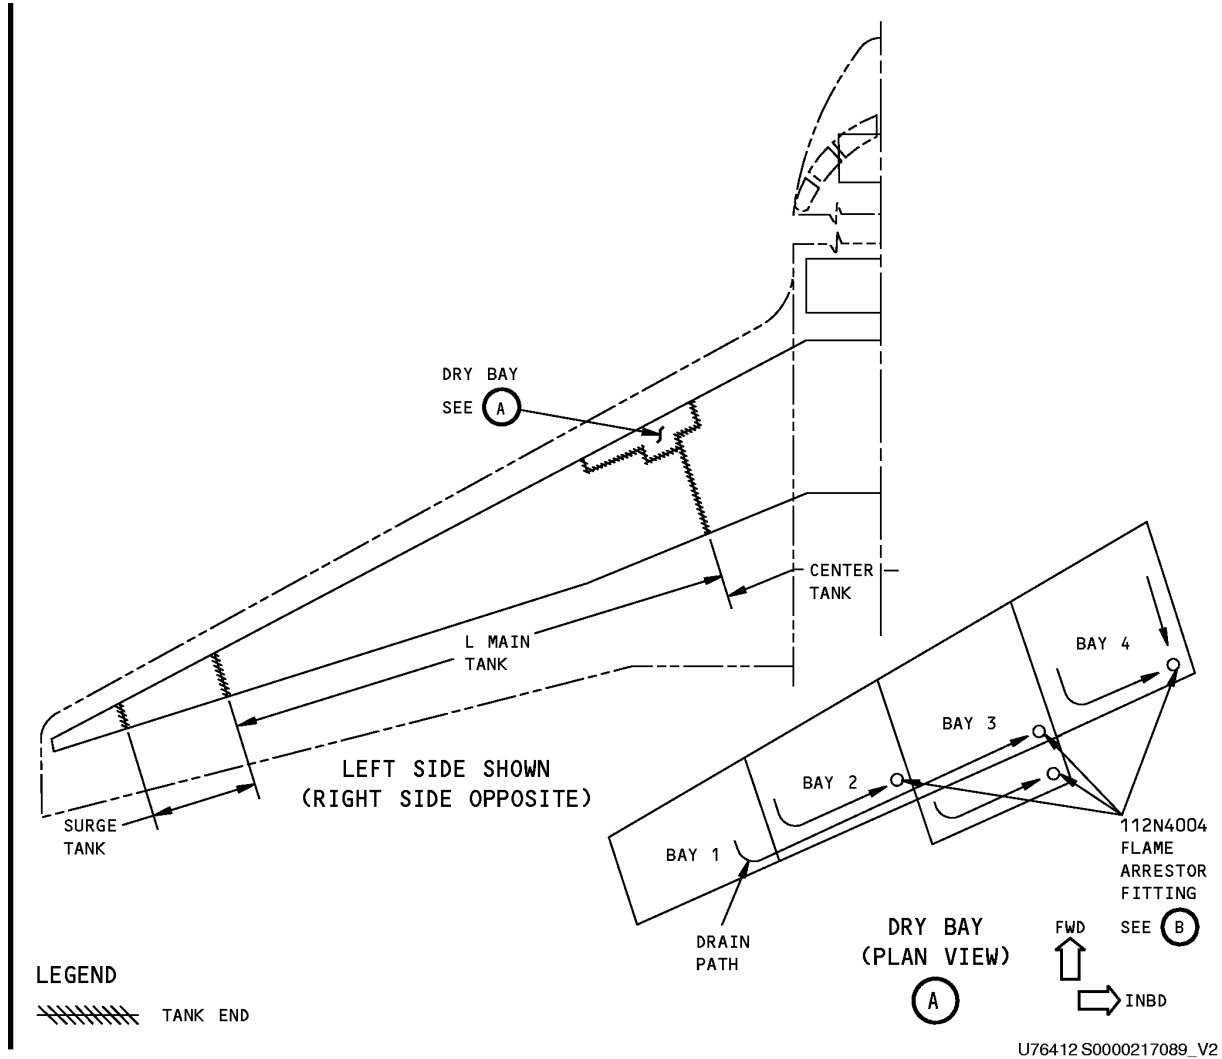 DRY BAY
SEE A
CENTER
TANK
L MAIN
TANK
LEFT SIDE SHOWN
(RIGHT SIDE OPPOSITE)
SURGE
TANK
BAY 4
BAY 3
BAY 2
BAY 1
112N4004
FLAME
ARRESTOR
FITTING
SEE B
DRAIN
PATH
DRY BAY
(PLAN VIEW)
A
FWD
INBD
LEGEND
TANK END
U76412 S0000217089_V2